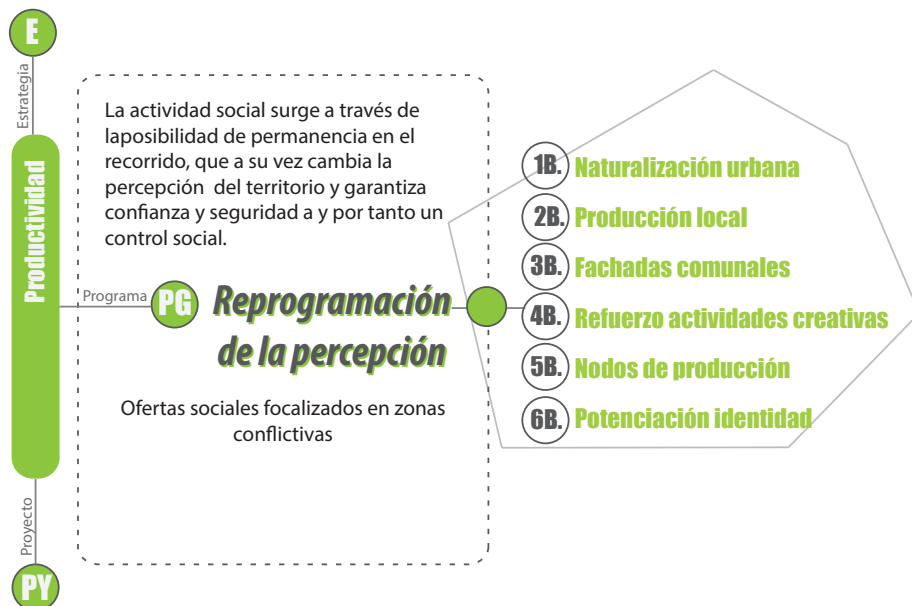 E
Estrategia
Productividad
Proyecto
PY
La actividad social surge a través de
laposibilidad de permanencia en el
recorrido, que a su vez cambia la
percepción del territorio y garantiza
confianza y seguridad a y por tanto un
control social.
Programa
PG
Reprogramación
de la percepción
Ofertas sociales focalizados en zonas
conflictivas
1B. Naturalización urbana
2B. Producción local
3B. Fachadas comunales
4B. Refuerzo actividades creativas
5B. Nodos de producción
6B. Potenciación identidad